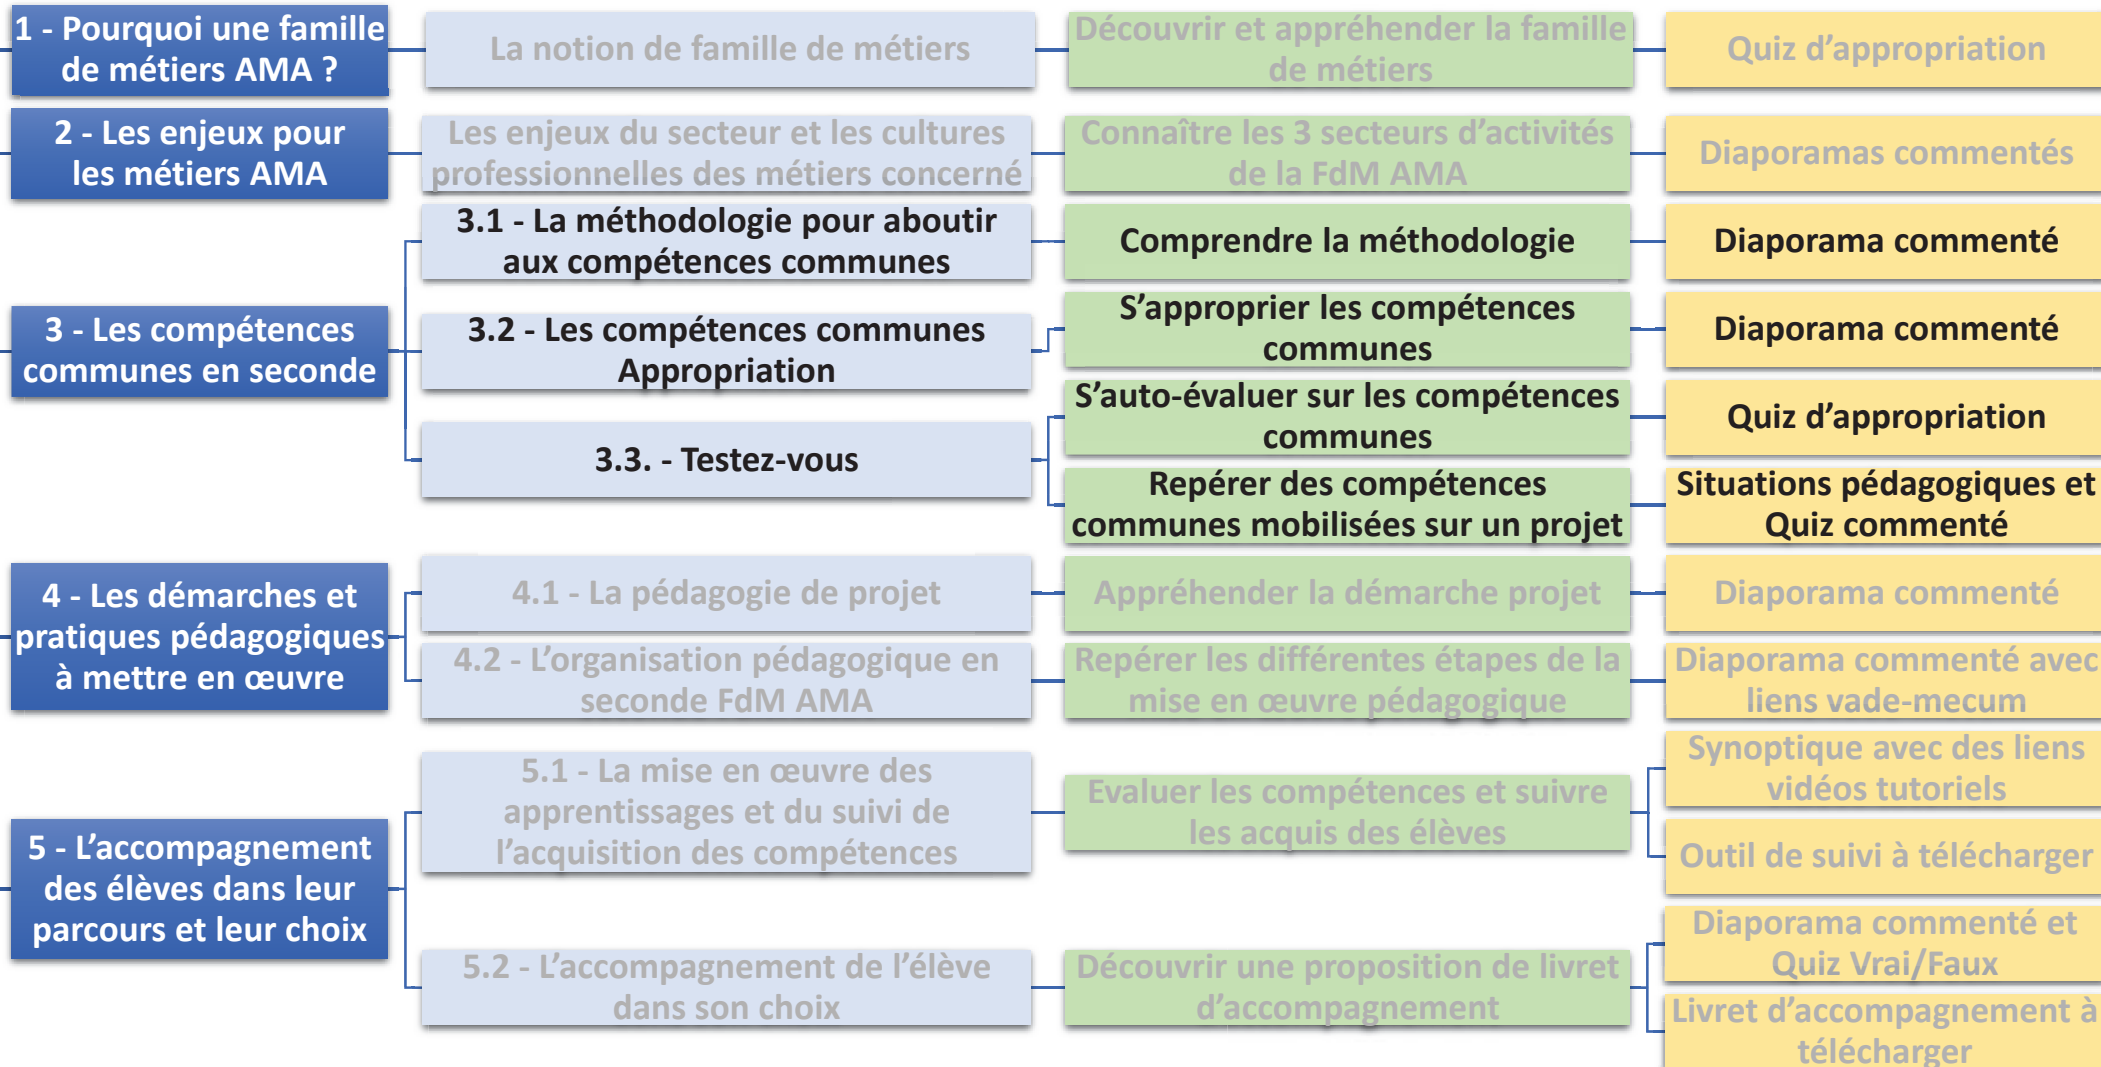 1 - Pourquoi une famille
de métiers AMA ?
La notion de famille de métiers
Découvrir et appréhender la famille
de métiers
Quiz d'appropriation
2 - Les enjeux pour
les métiers AMA
Les enjeux du secteur et les cultures
professionnelles des métiers concerné
Connaître les 3 secteurs d'activités
de la FdM AMA
Diaporamas commentés
3 - Les compétences
communes en seconde
3.1 - La méthodologie pour aboutir
aux compétences communes
Comprendre la méthodologie
Diaporama commenté
3.2 - Les compétences communes
Appropriation
S'approprier les compétences
communes
Diaporama commenté
3.3. - Testez-vous
S'auto-évaluer sur les compétences
communes
Quiz d'appropriation
Repérer des compétences
communes mobilisées sur un projet
Situations pédagogiques et
Quiz commenté
4 - Les démarches et
pratiques pédagogiques
à mettre en œuvre
4.1 - La pédagogie de projet
Appréhender la démarche projet
Diaporama commenté
4.2 - L'organisation pédagogique en
seconde FdM AMA
Repérer les différentes étapes de la
mise en œuvre pédagogique
Diaporama commenté avec
liens vade-mecum
5 - L'accompagnement
des élèves dans leur
parcours et leur choix
5.1 - La mise en œuvre des
apprentissages et du suivi de
l'acquisition des compétences
Evaluer les compétences et suivre
les acquis des élèves
Synoptique avec des liens
vidéos tutoriels
Outil de suivi à télécharger
5.2 - L'accompagnement de l'élève
dans son choix
Découvrir une proposition de livret
d'accompagnement
Diaporama commenté et
Quiz Vrai/Faux
Livret d'accompagnement à
télécharger